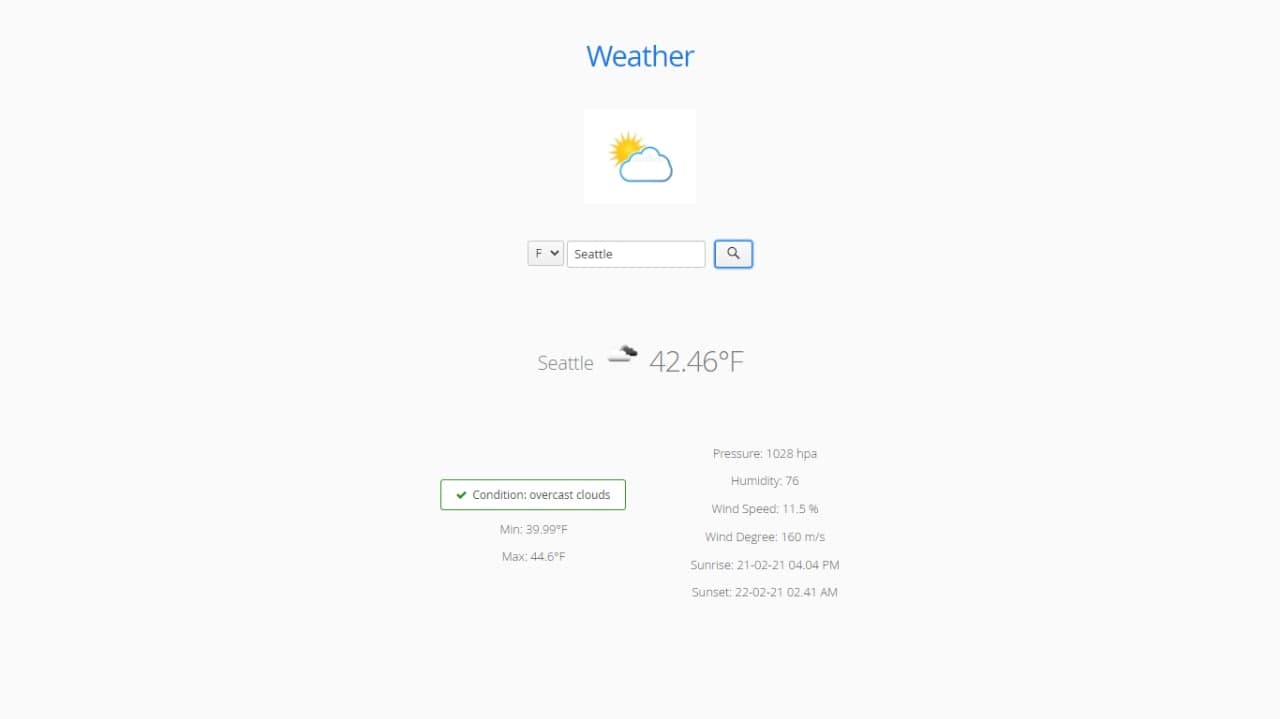 Weather
F
Seattle
Seattle 42.46°F
Condition: overcast clouds
Min: 39.99°F
Max: 44.6°F
Pressure: 1028 hpa
Humidity: 76
Wind Speed: 11.5 %
Wind Degree: 160 m/s
Sunrise: 21-02-21 04.04 PM
Sunset: 22-02-21 02.41 AM